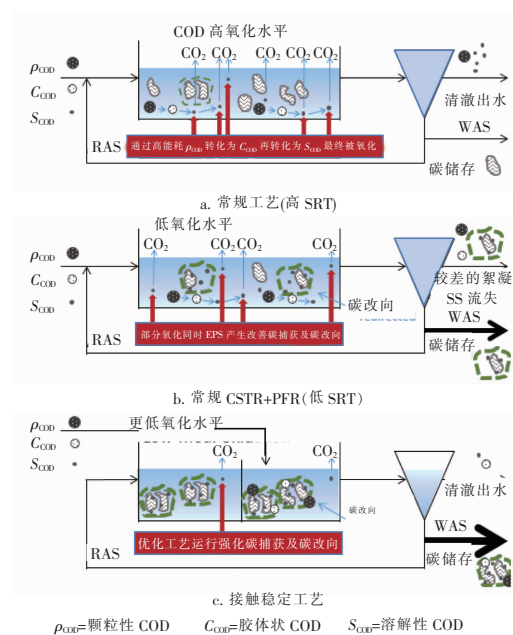 COD 高氧化水平
CO2 CO2 CO2 CO2 CO2
ρCOD
CCOD
SCOD
清澈出水
RAS
WAS
通过高能耗 ρCOD 转化为 CCOD 再转化为 SCOD 最终被氧化
碳储存
a. 常规工艺(高 SRT)
低氧化水平
CO2 CO2 CO2 CO2
ρCOD
CCOD
SCOD
较差的絮凝
SS 流失
碳改向
RAS
WAS
部分氧化同时 EPS 产生改善碳捕获及碳改向
碳储存
b. 常规 CSTR+PFR(低 SRT)
ρCOD
更低氧化水平
CCOD
SCOD
CO2 CO2
清澈出水
碳改向
WAS
RAS
优化工艺运行强化碳捕获及碳改向
碳储存
c. 接触稳定工艺
ρCOD=颗粒性 COD CCOD=胶体状 COD SCOD=溶解性 COD